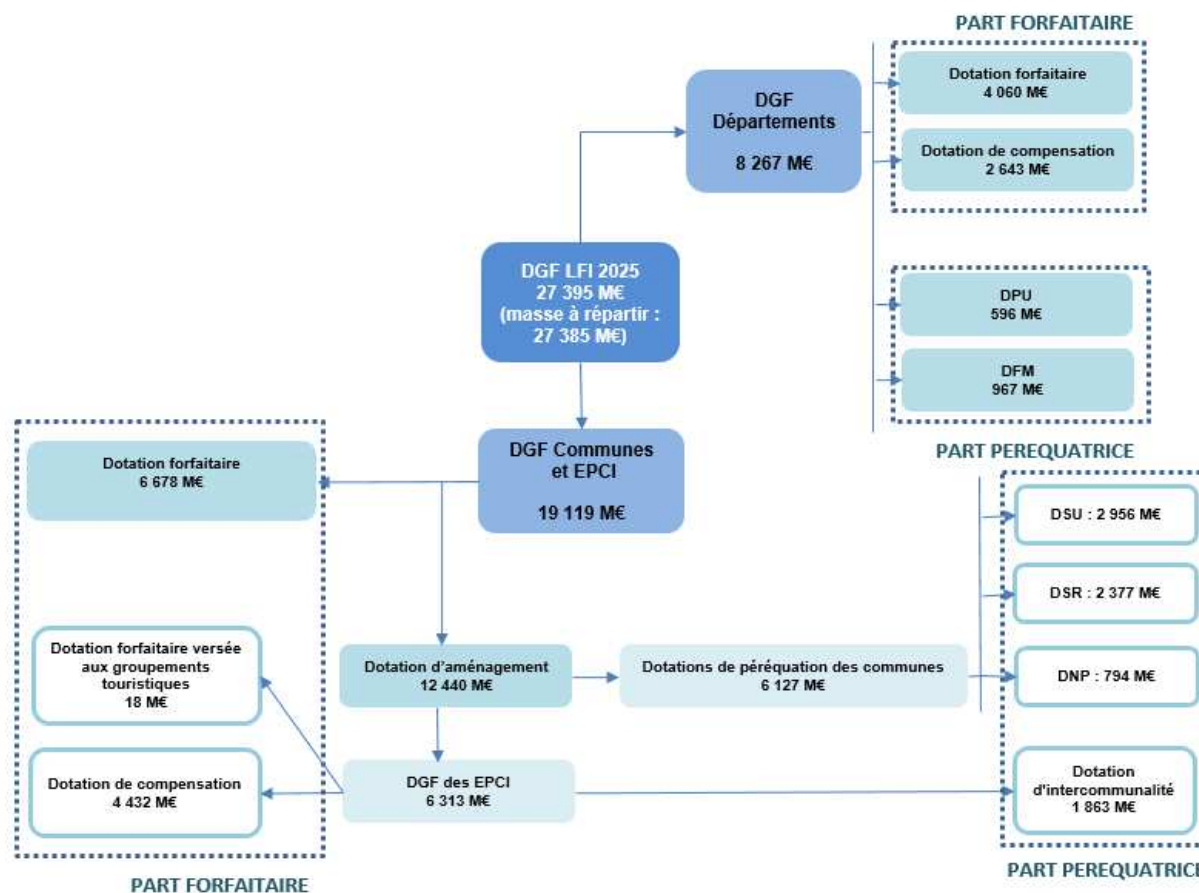 PART FORFAITAIRE
Dotation forfaitaire
4 060 M€
DGF
Départements
8 267 M€
Dotation de compensation
2 643 M€
DGF LFI 2025
27 395 M€
(masse à répartir :
27 385 M€)
DPU
596 M€
DFM
967 M€
PART PEREQUATRICE
DGF Communes
et EPCI
19 119 M€
Dotation forfaitaire
6 678 M€
DSU : 2 956 M€
DSR : 2 377 M€
Dotation forfaitaire versée
aux groupements
touristiques
18 M€
Dotation d'aménagement
12 440 M€
Dotations de péréquation des communes
6 127 M€
DNP : 794 M€
Dotation de compensation
4 432 M€
DGF des EPCI
6 313 M€
Dotation
d'intercommunalité
1 863 M€
PART FORFAITAIRE
PART PEREQUATRICE